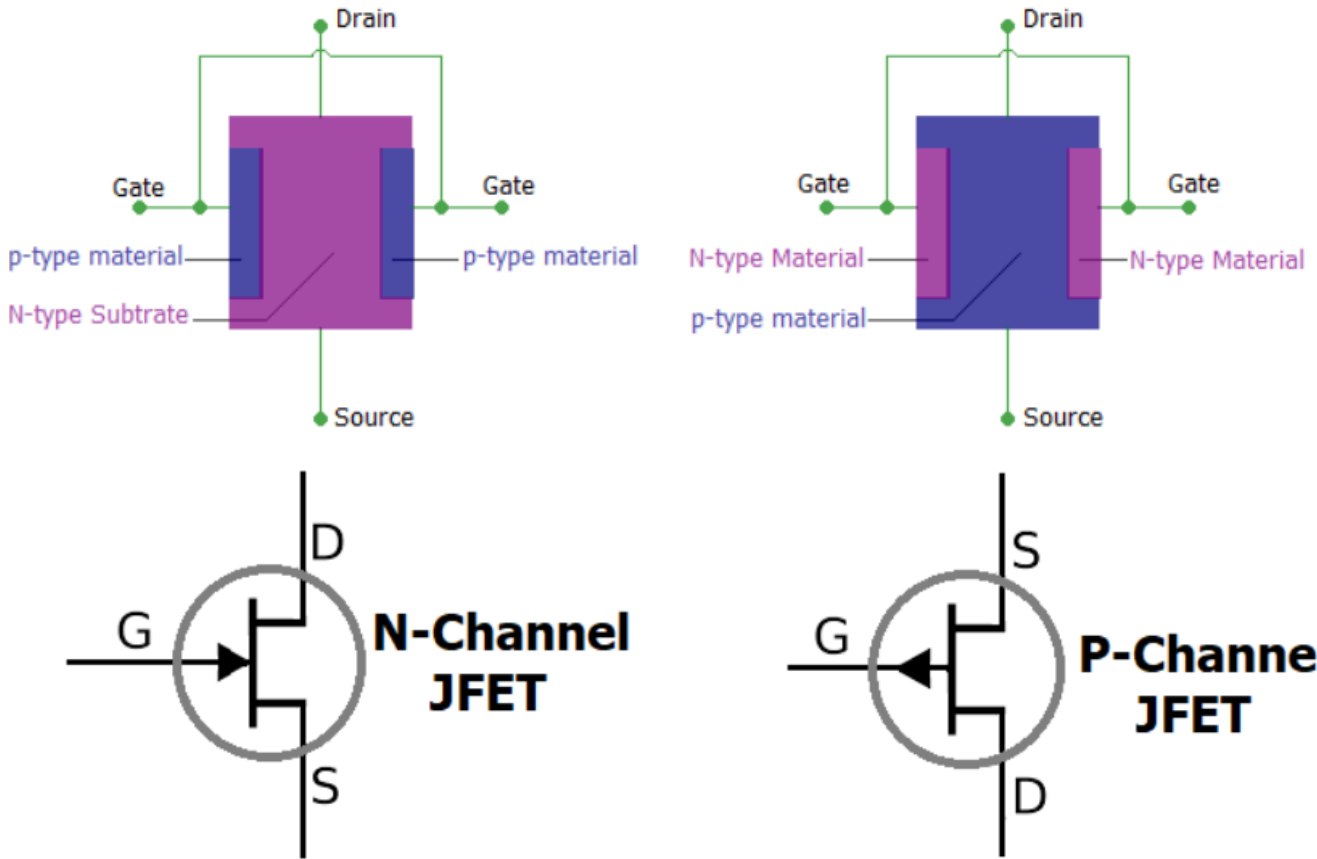 Drain
Gate
Gate
p-type material
p-type material
N-type Subtrate
Source
Drain
Gate
Gate
N-type Material
N-type Material
p-type material
Source
D
G
N-Channel
JFET
S
S
G
P-Channe
JFET
D